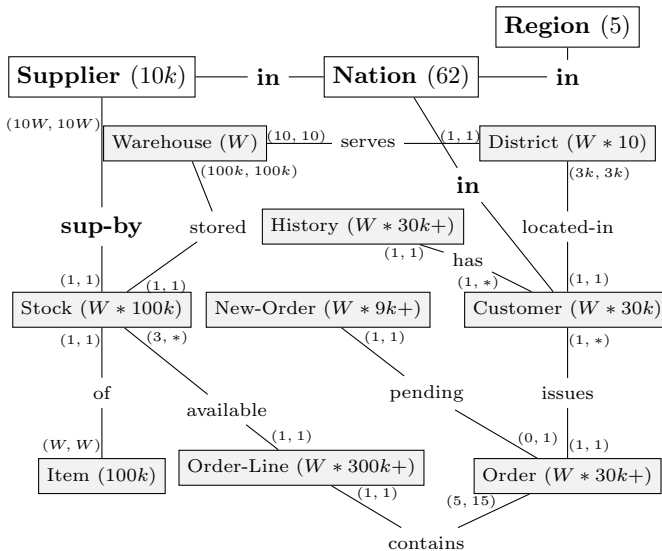 Region (5)
Supplier (10k) in Nation (62) in
(10W, 10W)
Warehouse (W) (10, 10) serves (1, 1) District (W * 10)
(100k, 100k) (3k, 3k)
in
sup-by stored History (W * 30k+) located-in
(1, 1) has
(1, 1) (1, 1) (1, *) (1, 1)
Stock (W * 100k) New-Order (W * 9k+) Customer (W * 30k)
(1, 1) (3, *) (1, 1) (1, *)
of pending issues
available
(W, W) (1, 1) (0, 1) (1, 1)
Item (100k) Order-Line (W * 300k+) Order (W * 30k+)
(1, 1) (5, 15)
contains